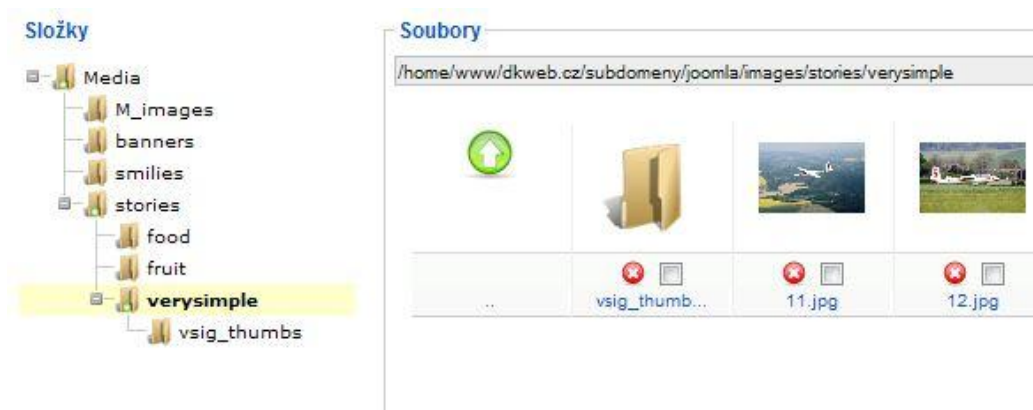 Složky
Media
M_images
banners
smilies
stories
food
fruit
verysimple
vsig_thumbs
Soubory
/home/www/dkweb.cz/subdomeny/joomla/images/stories/verysimple
..
vsig_thumb...
11.jpg
12.jpg